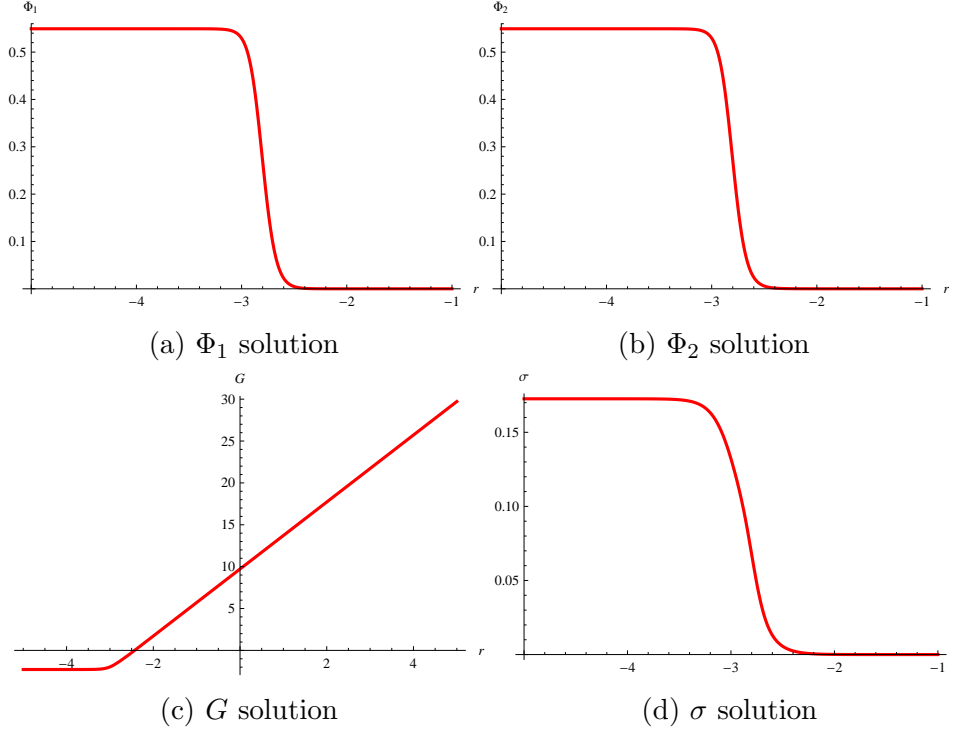 Φ₁ Φ₂
0.5 0.5
0.4 0.4
0.3 0.3
0.2 0.2
0.1 0.1
−4 −3 −2 −1 r −4 −3 −2 −1 r
(a) Φ₁ solution (b) Φ₂ solution
G σ
30
25
20
15
10
5
−4 −2 0 2 4 r
0.15
0.10
0.05
−4 −3 −2 −1 r
(c) G solution (d) σ solution